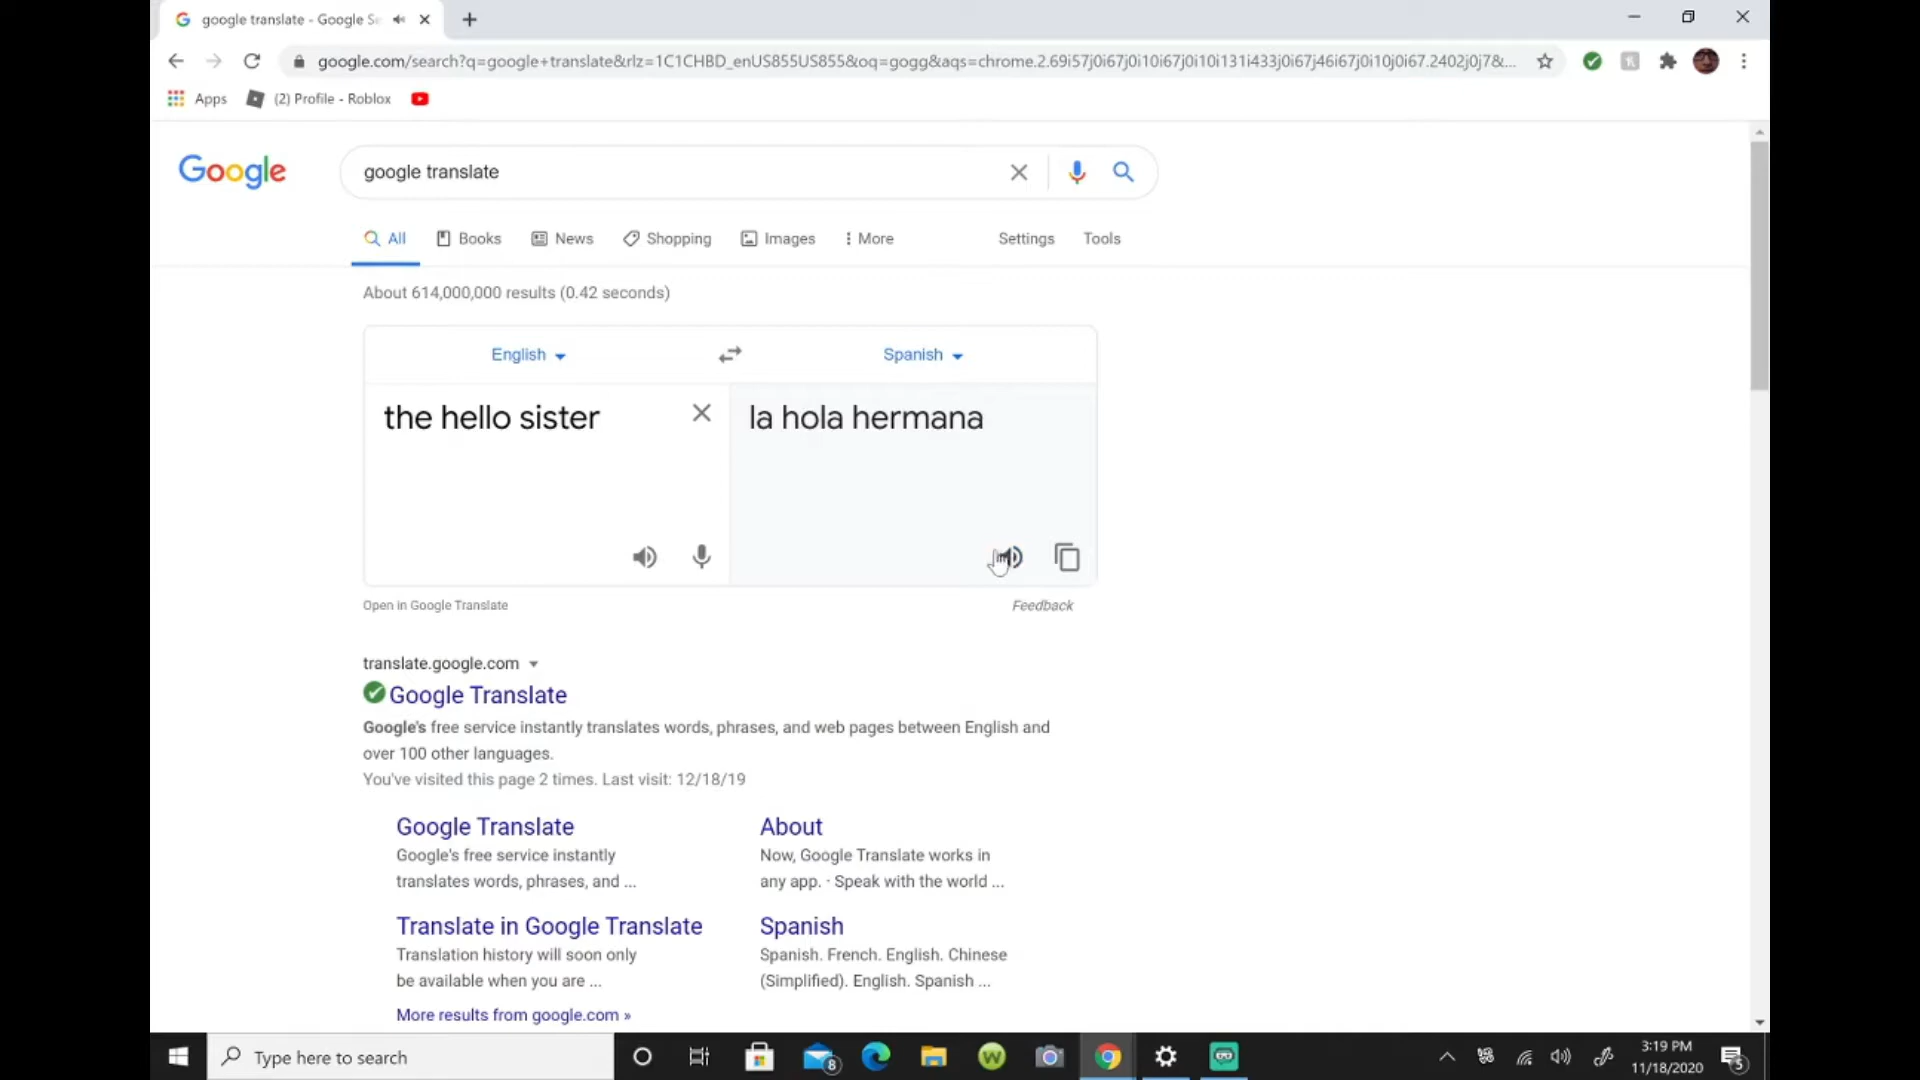 google translate - Google Se
google.com/search?q=google+translate&rlz=1C1CHBD_enUS855US855&oq=gogg&aqs=chrome.2.69i57j0i67j0i10i67j0i10i131i433j0i67j46i67j0i10j0i67.2402j0j7&...
Apps (2) Profile - Roblox
Google google translate
All Books News Shopping Images More Settings Tools
About 614,000,000 results (0.42 seconds)
English Spanish
the hello sister la hola hermana
Open in Google Translate Feedback
translate.google.com
Google Translate
Google's free service instantly translates words, phrases, and web pages between English and
over 100 other languages.
You've visited this page 2 times. Last visit: 12/18/19
Google Translate About
Google's free service instantly Now, Google Translate works in
translates words, phrases, and ... any app. · Speak with the world ...
Translate in Google Translate Spanish
Translation history will soon only Spanish. French. English. Chinese
be available when you are ... (Simplified). English. Spanish ...
More results from google.com »
Type here to search 8 3:19 PM
11/18/2020 5